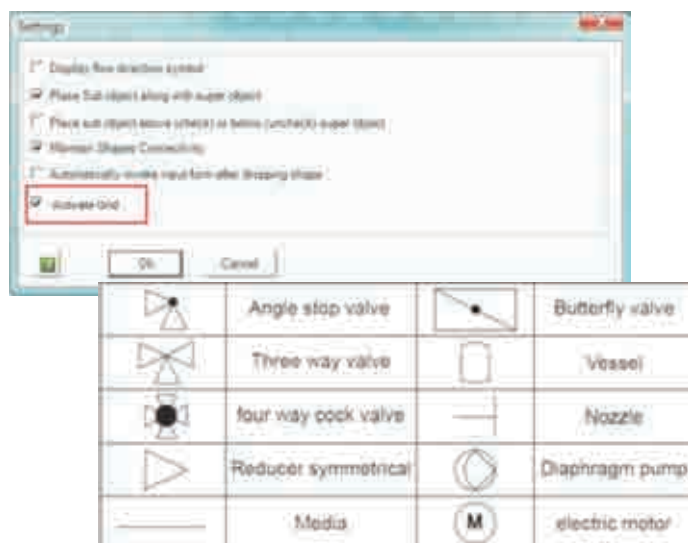 Settings
Display flow direction symbol
Place Sub object along with super object
Place sub object above (check) or below (uncheck) super object
Maintain Shapes Connectivity
Automatically invoke input form after dropping shape
Activate Grid
Ok Cancel
Angle stop valve Butterfly valve
Three way valve Vessel
four way cock valve Nozzle
Reducer symmetrical Diaphragm pump
Media M electric motor